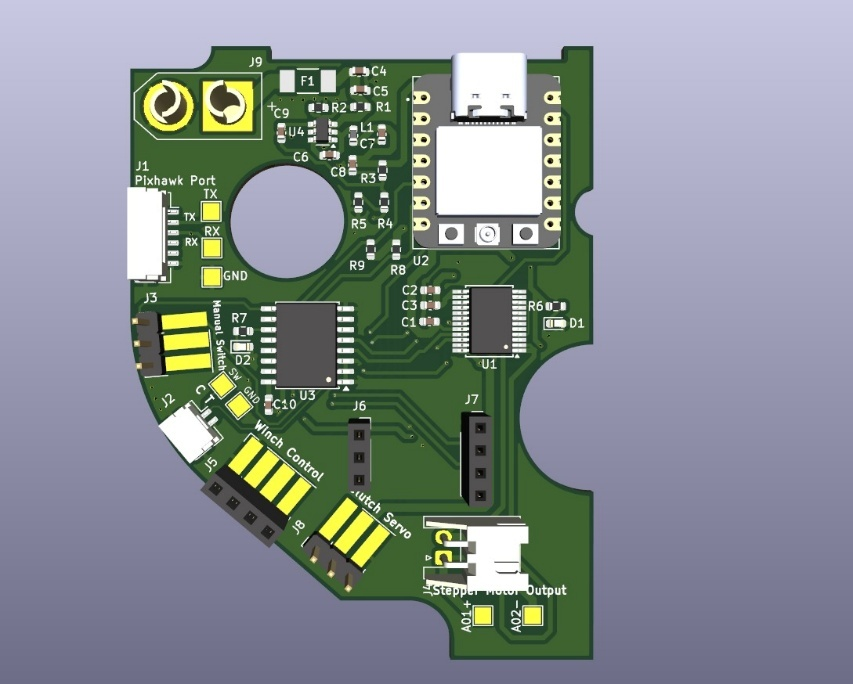 J9
F1
C4
C5
+
C9
R2
R1
U4
L1
C7
C6
C8
R3
J1
Pixhawk Port
TX
TX
RX
RX
GND
R5
R4
R9
R8
U2
J3
Manual Switch
R7
D2
C2
C3
C1
R6
D1
U1
U3
SW
GND
C T
J2
C10
J6
J7
Winch Control
J5
J8
Clutch Servo
Stepper Motor Output
A01+
A02-